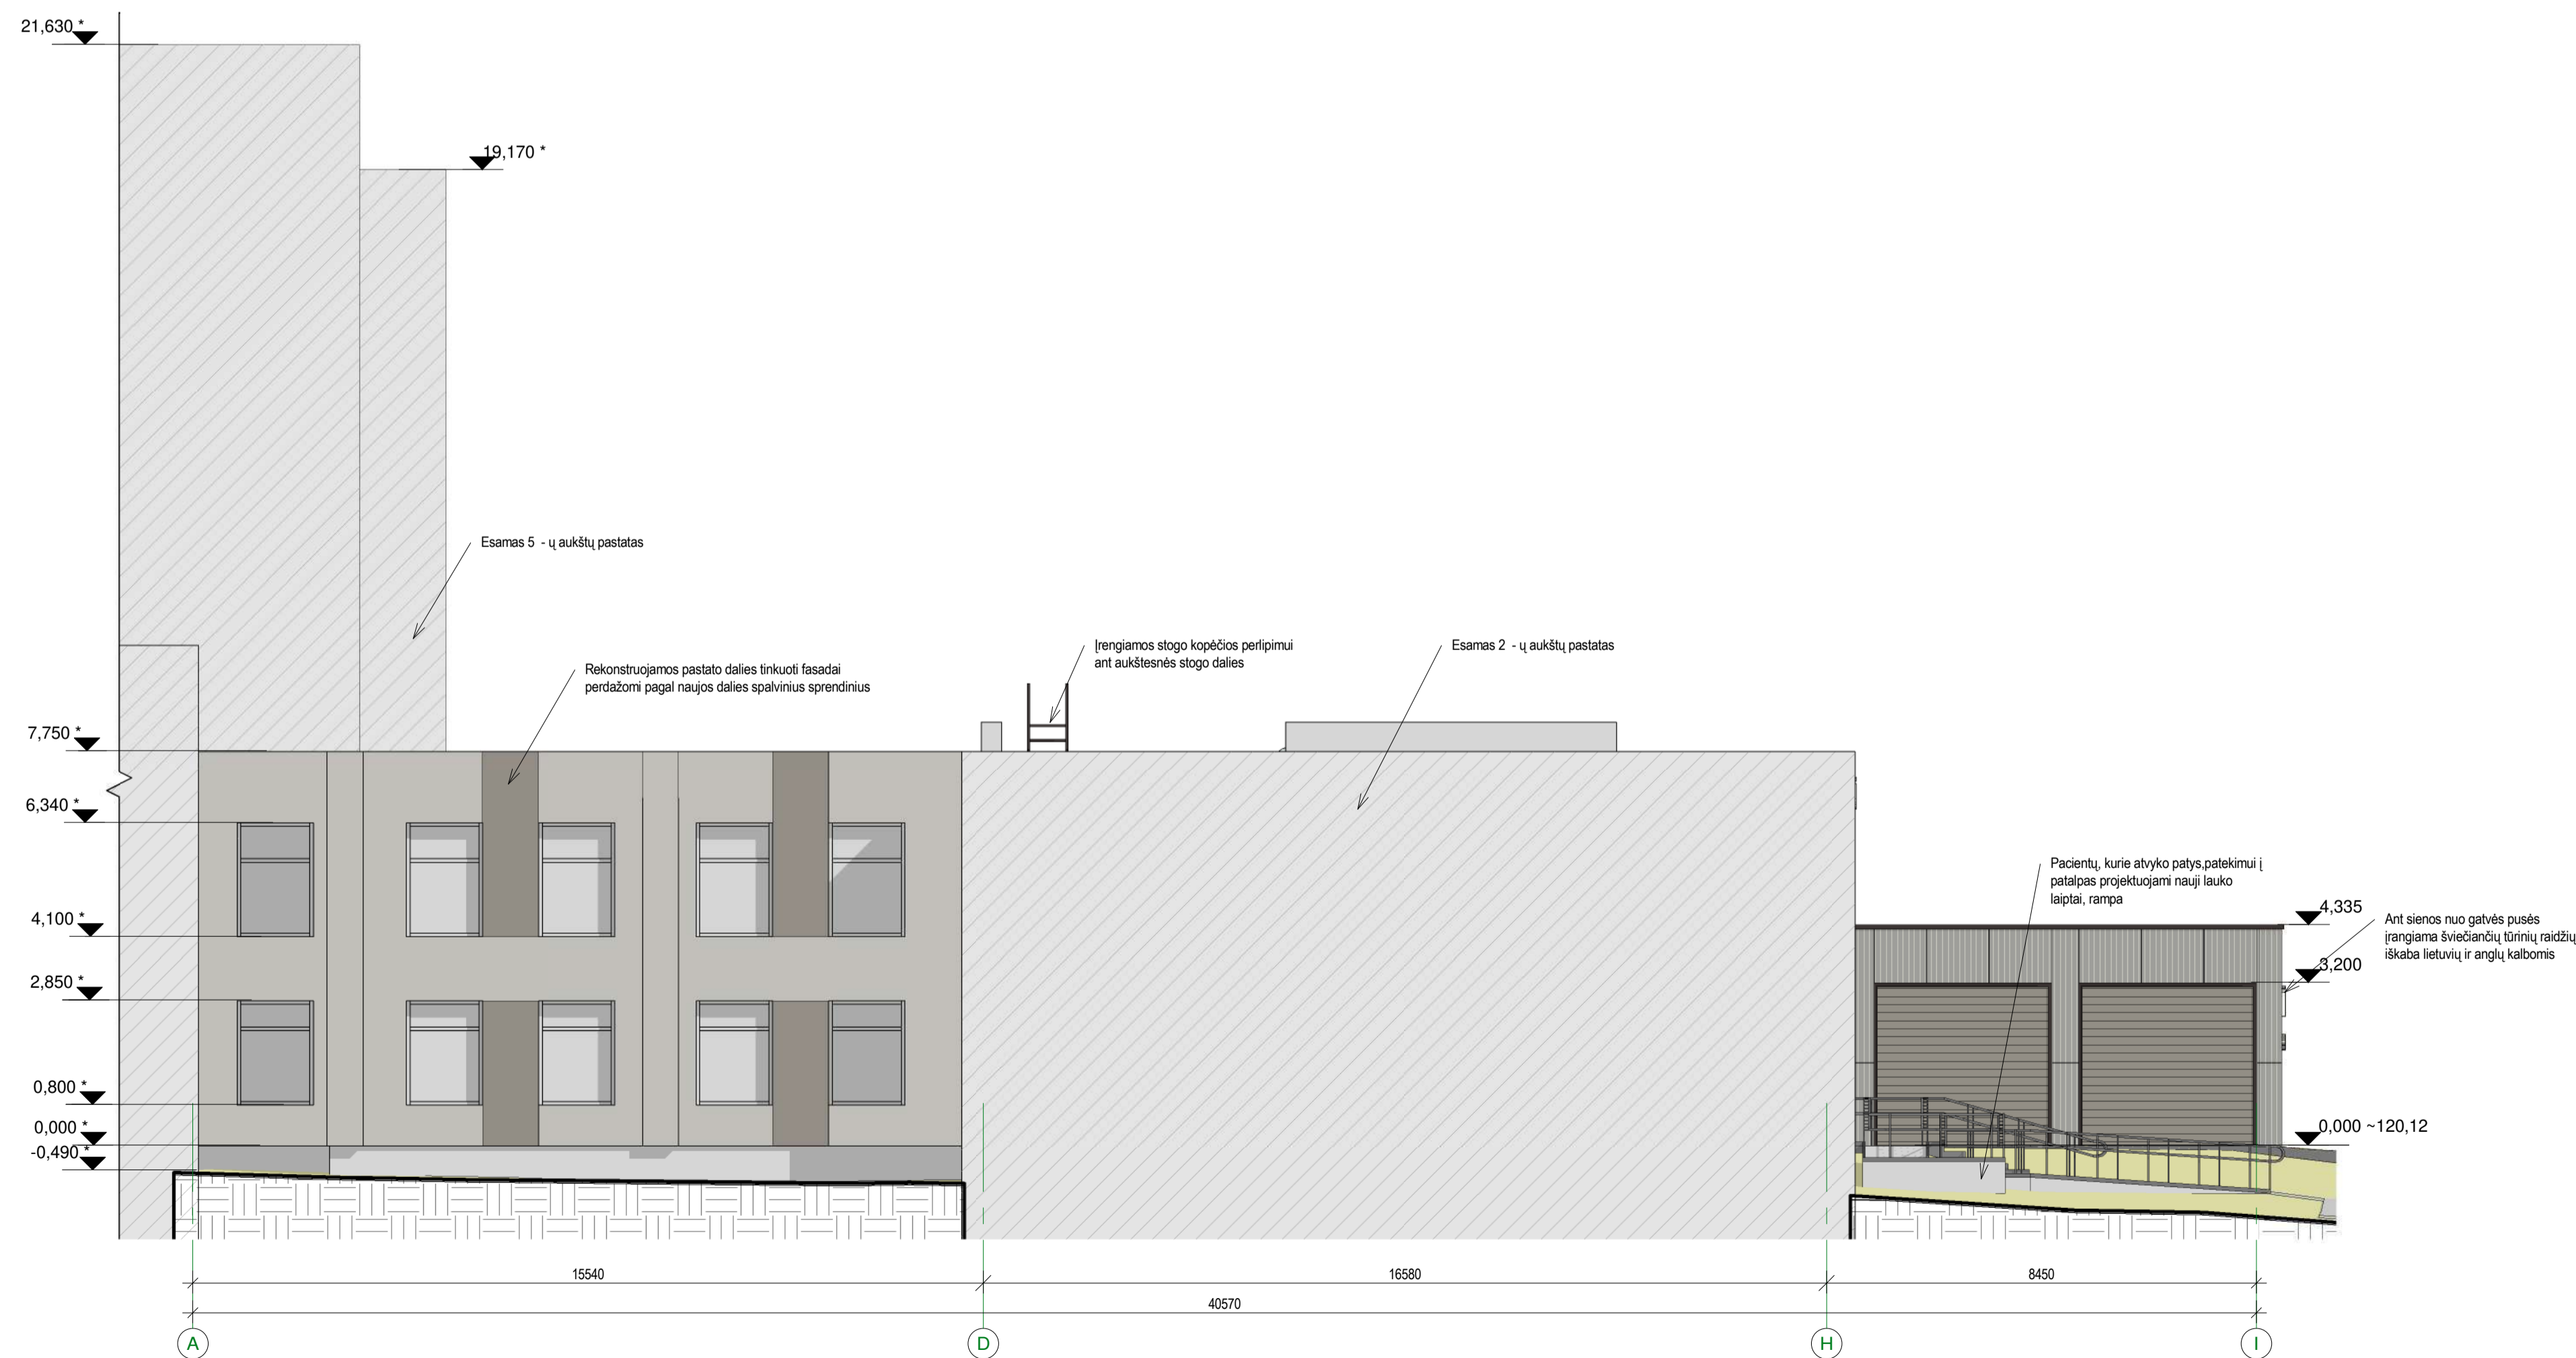 21,630 *
19,170 *
Esamas 5 - ų aukštų pastatas
Įrengiamos stogo kopėčios perlipimui
ant aukštesnės stogo dalies
Esamas 2 - ų aukštų pastatas
Rekonstruojamos pastato dalies tinkuoti fasadai
perdažomi pagal naujos dalies spalvinius sprendinius
7,750 *
6,340 *
4,100 *
2,850 *
0,800 *
0,000 *
-0,490 *
Pacientų, kurie atvyko patys,patekimui į
patalpas projektuojami nauji lauko
laiptai, rampa
4,335
Ant sienos nuo gatvės pusės
įrangiama šviečiančių tūrinių raidžių
iškaba lietuvių ir anglų kalbomis
3,200
0,000 ~120,12
15540
16580
8450
40570
A
D
H
I